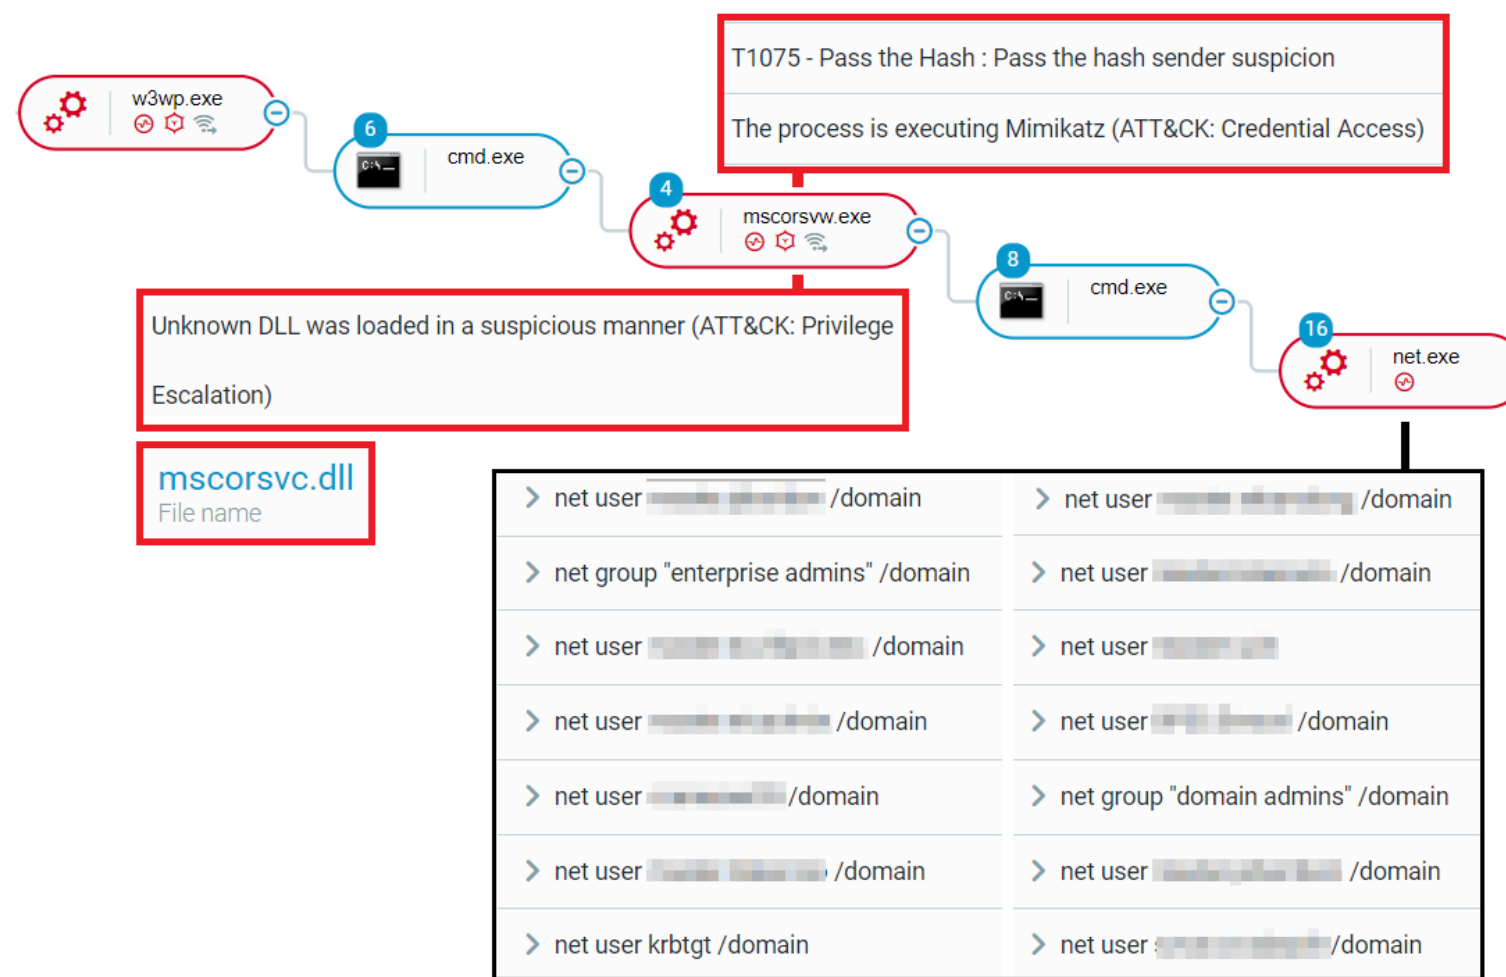 T1075 - Pass the Hash : Pass the hash sender suspicion
The process is executing Mimikatz (ATT&CK: Credential Access)
w3wp.exe
6
cmd.exe
4
mscorsvw.exe
8
cmd.exe
16
net.exe
Unknown DLL was loaded in a suspicious manner (ATT&CK: Privilege
Escalation)
mscorsvc.dll
File name
net user /domain
net user /domain
net group "enterprise admins" /domain
net user /domain
net user /domain
net user
net user /domain
net user /domain
net user /domain
net group "domain admins" /domain
net user /domain
net user /domain
net user krbtgt /domain
net user /domain